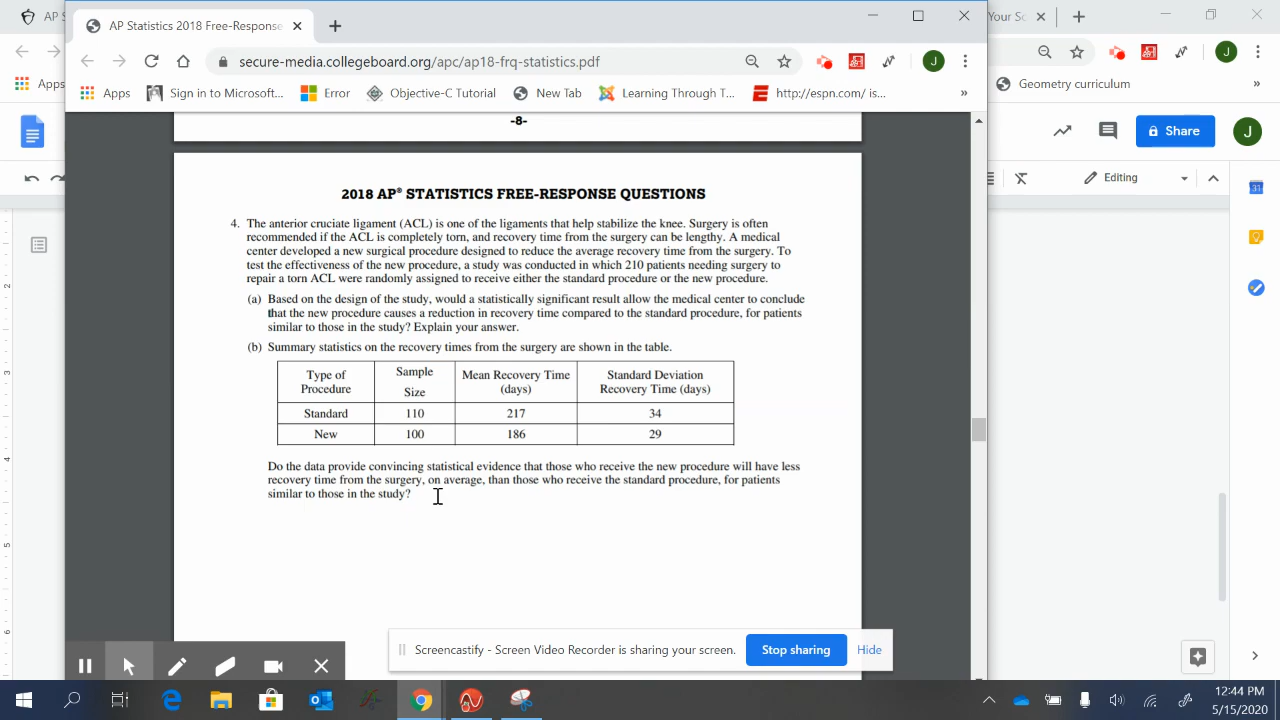 AP St
AP Statistics 2018 Free-Response
Your Sc
secure-media.collegeboard.org/
/ap18-frq-statistics.pdf
J
J
Apps
Apps
Sign in to Microsoft...
Error
Objective-C Tutorial
New Tab
Learning Through T...
http://espn.com/ is...
»
Geometry curriculum
»
-8-
Share
J
Editing
31
2018 AP® STATISTICS FREE-RESPONSE QUESTIONS
4. The anterior cruciate ligament (ACL) is one of the ligaments that help stabilize the knee. Surgery is often
recommended if the ACL is completely torn, and recovery time from the surgery can be lengthy. A medical
center developed a new surgical procedure designed to reduce the average recovery time from the surgery. To
test the effectiveness of the new procedure, a study was conducted in which 210 patients needing surgery to
repair a torn ACL were randomly assigned to receive either the standard procedure or the new procedure.
(a) Based on the design of the study, would a statistically significant result allow the medical center to conclude
that the new procedure causes a reduction in recovery time compared to the standard procedure, for patients
similar to those in the study? Explain your answer.
(b) Summary statistics on the recovery times from the surgery are shown in the table.
Type of Procedure
Sample Size
Mean Recovery Time (days)
Standard Deviation Recovery Time (days)
Standard 110 217 34
New 100 186 29
Do the data provide convincing statistical evidence that those who receive the new procedure will have less
recovery time from the surgery, on average, than those who receive the standard procedure, for patients
similar to those in the study?
2
3
4
5
6
Screencastify - Screen Video Recorder is sharing your screen.
Stop sharing
Hide
12:44 PM
5/15/2020